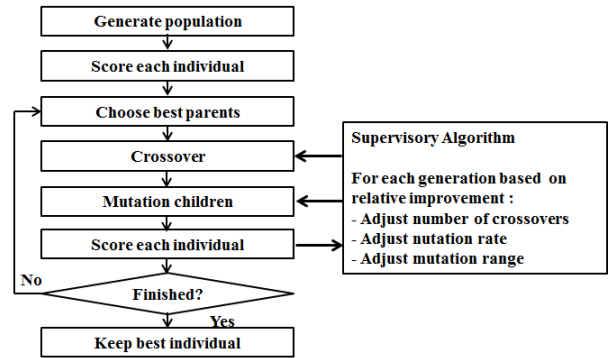 Generate population
Score each individual
Choose best parents
Crossover
Mutation children
Score each individual
No
Finished?
Yes
Keep best individual
Supervisory Algorithm
For each generation based on
relative improvement :
- Adjust number of crossovers
- Adjust nutation rate
- Adjust mutation range